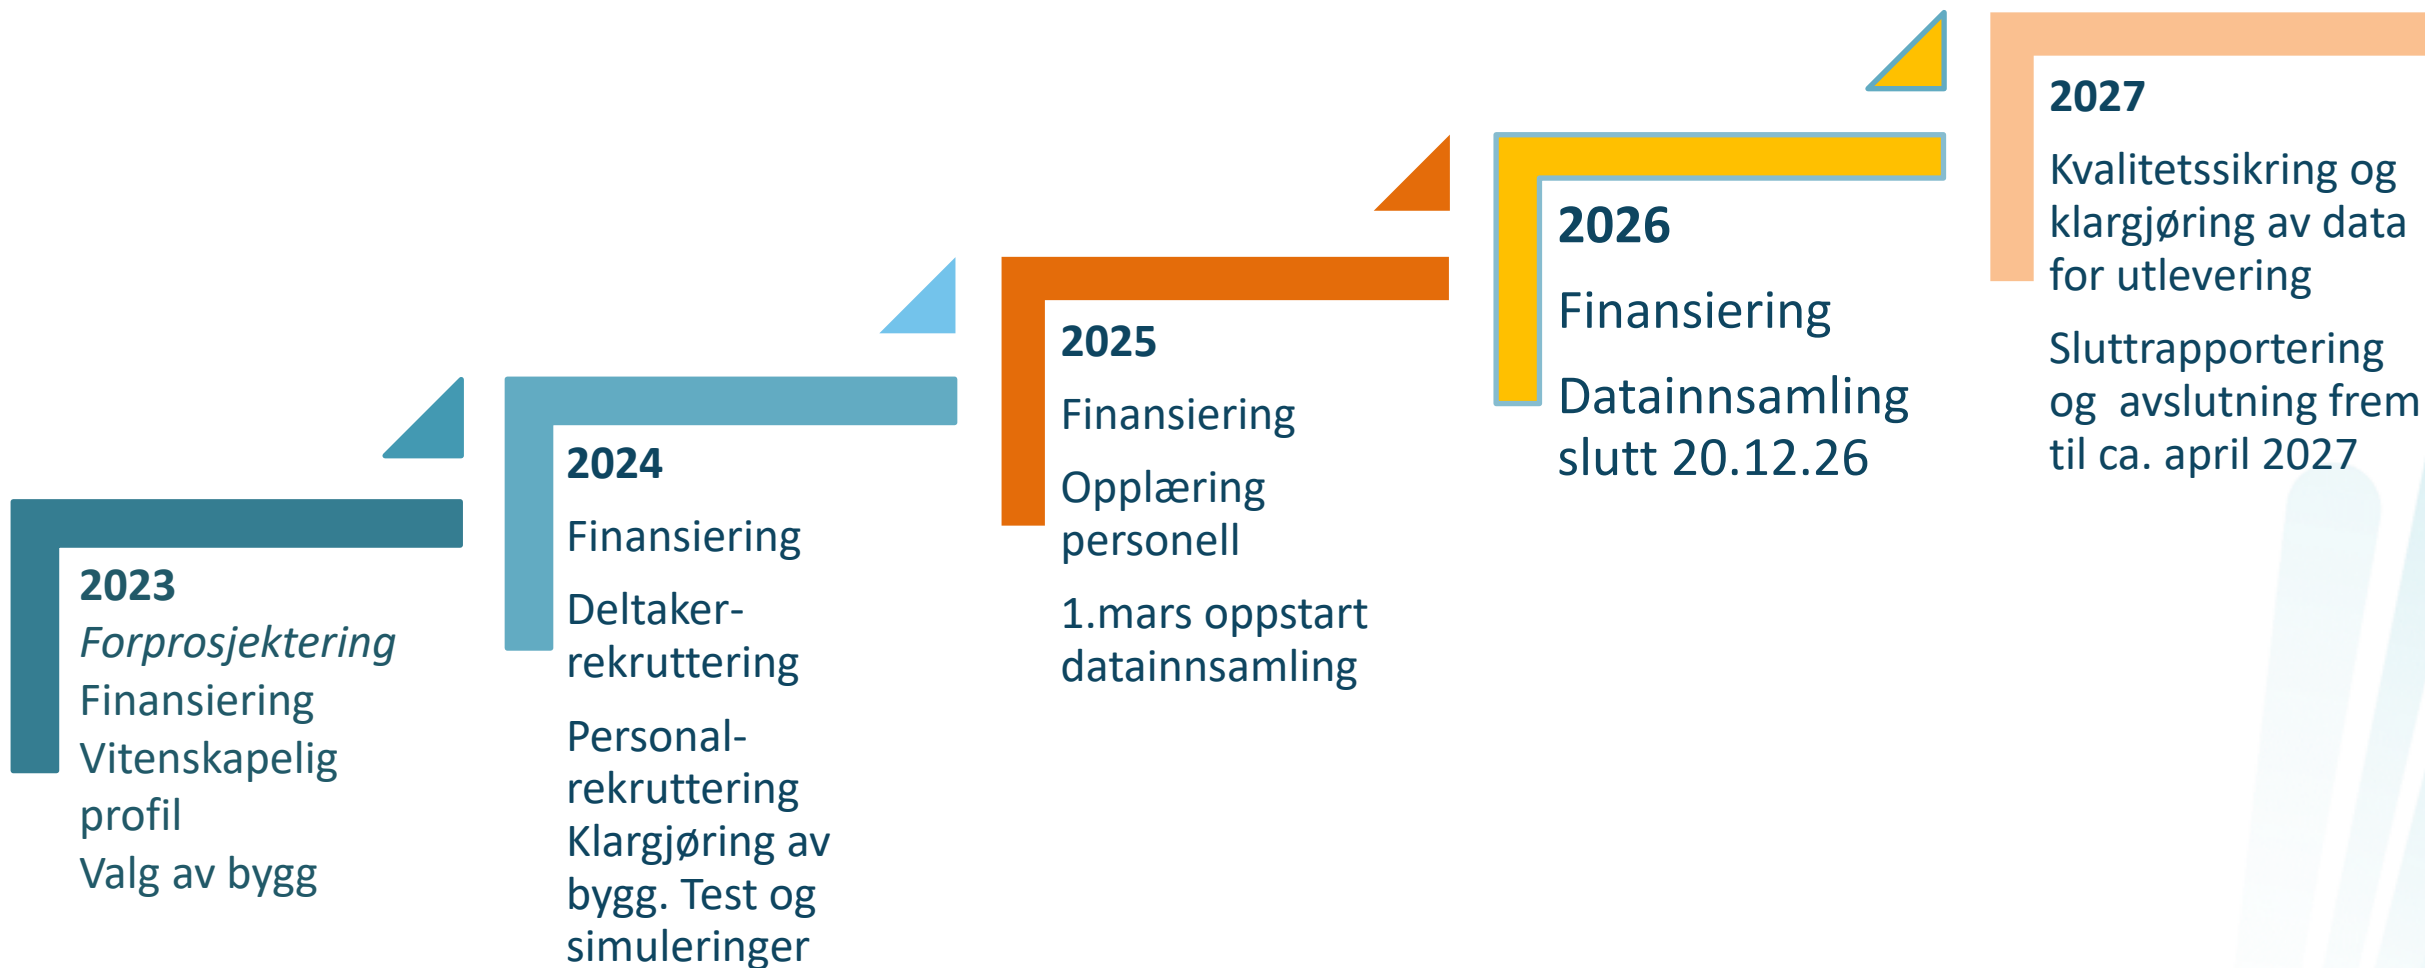 2023
Forprosjektering
Finansiering
Vitenskapelig
profil
Valg av bygg
2024
Finansiering
Deltaker-
rekruttering
Personal-
rekruttering
Klargjøring av
bygg. Test og
simuleringer
2025
Finansiering
Opplæring
personell
1.mars oppstart
datainnsamling
2026
Finansiering
Datainnsamling
slutt 20.12.26
2027
Kvalitetssikring og
klargjøring av data
for utlevering
Sluttrapportering
og  avslutning frem
til ca. april 2027